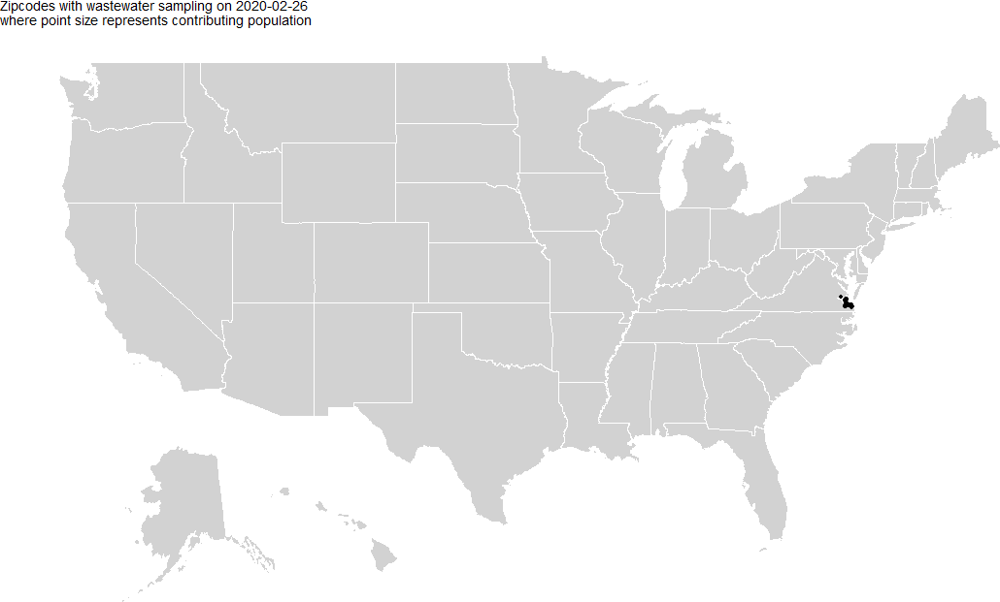 Zipcodes with wastewater sampling on 2020-02-26
where point size represents contributing population